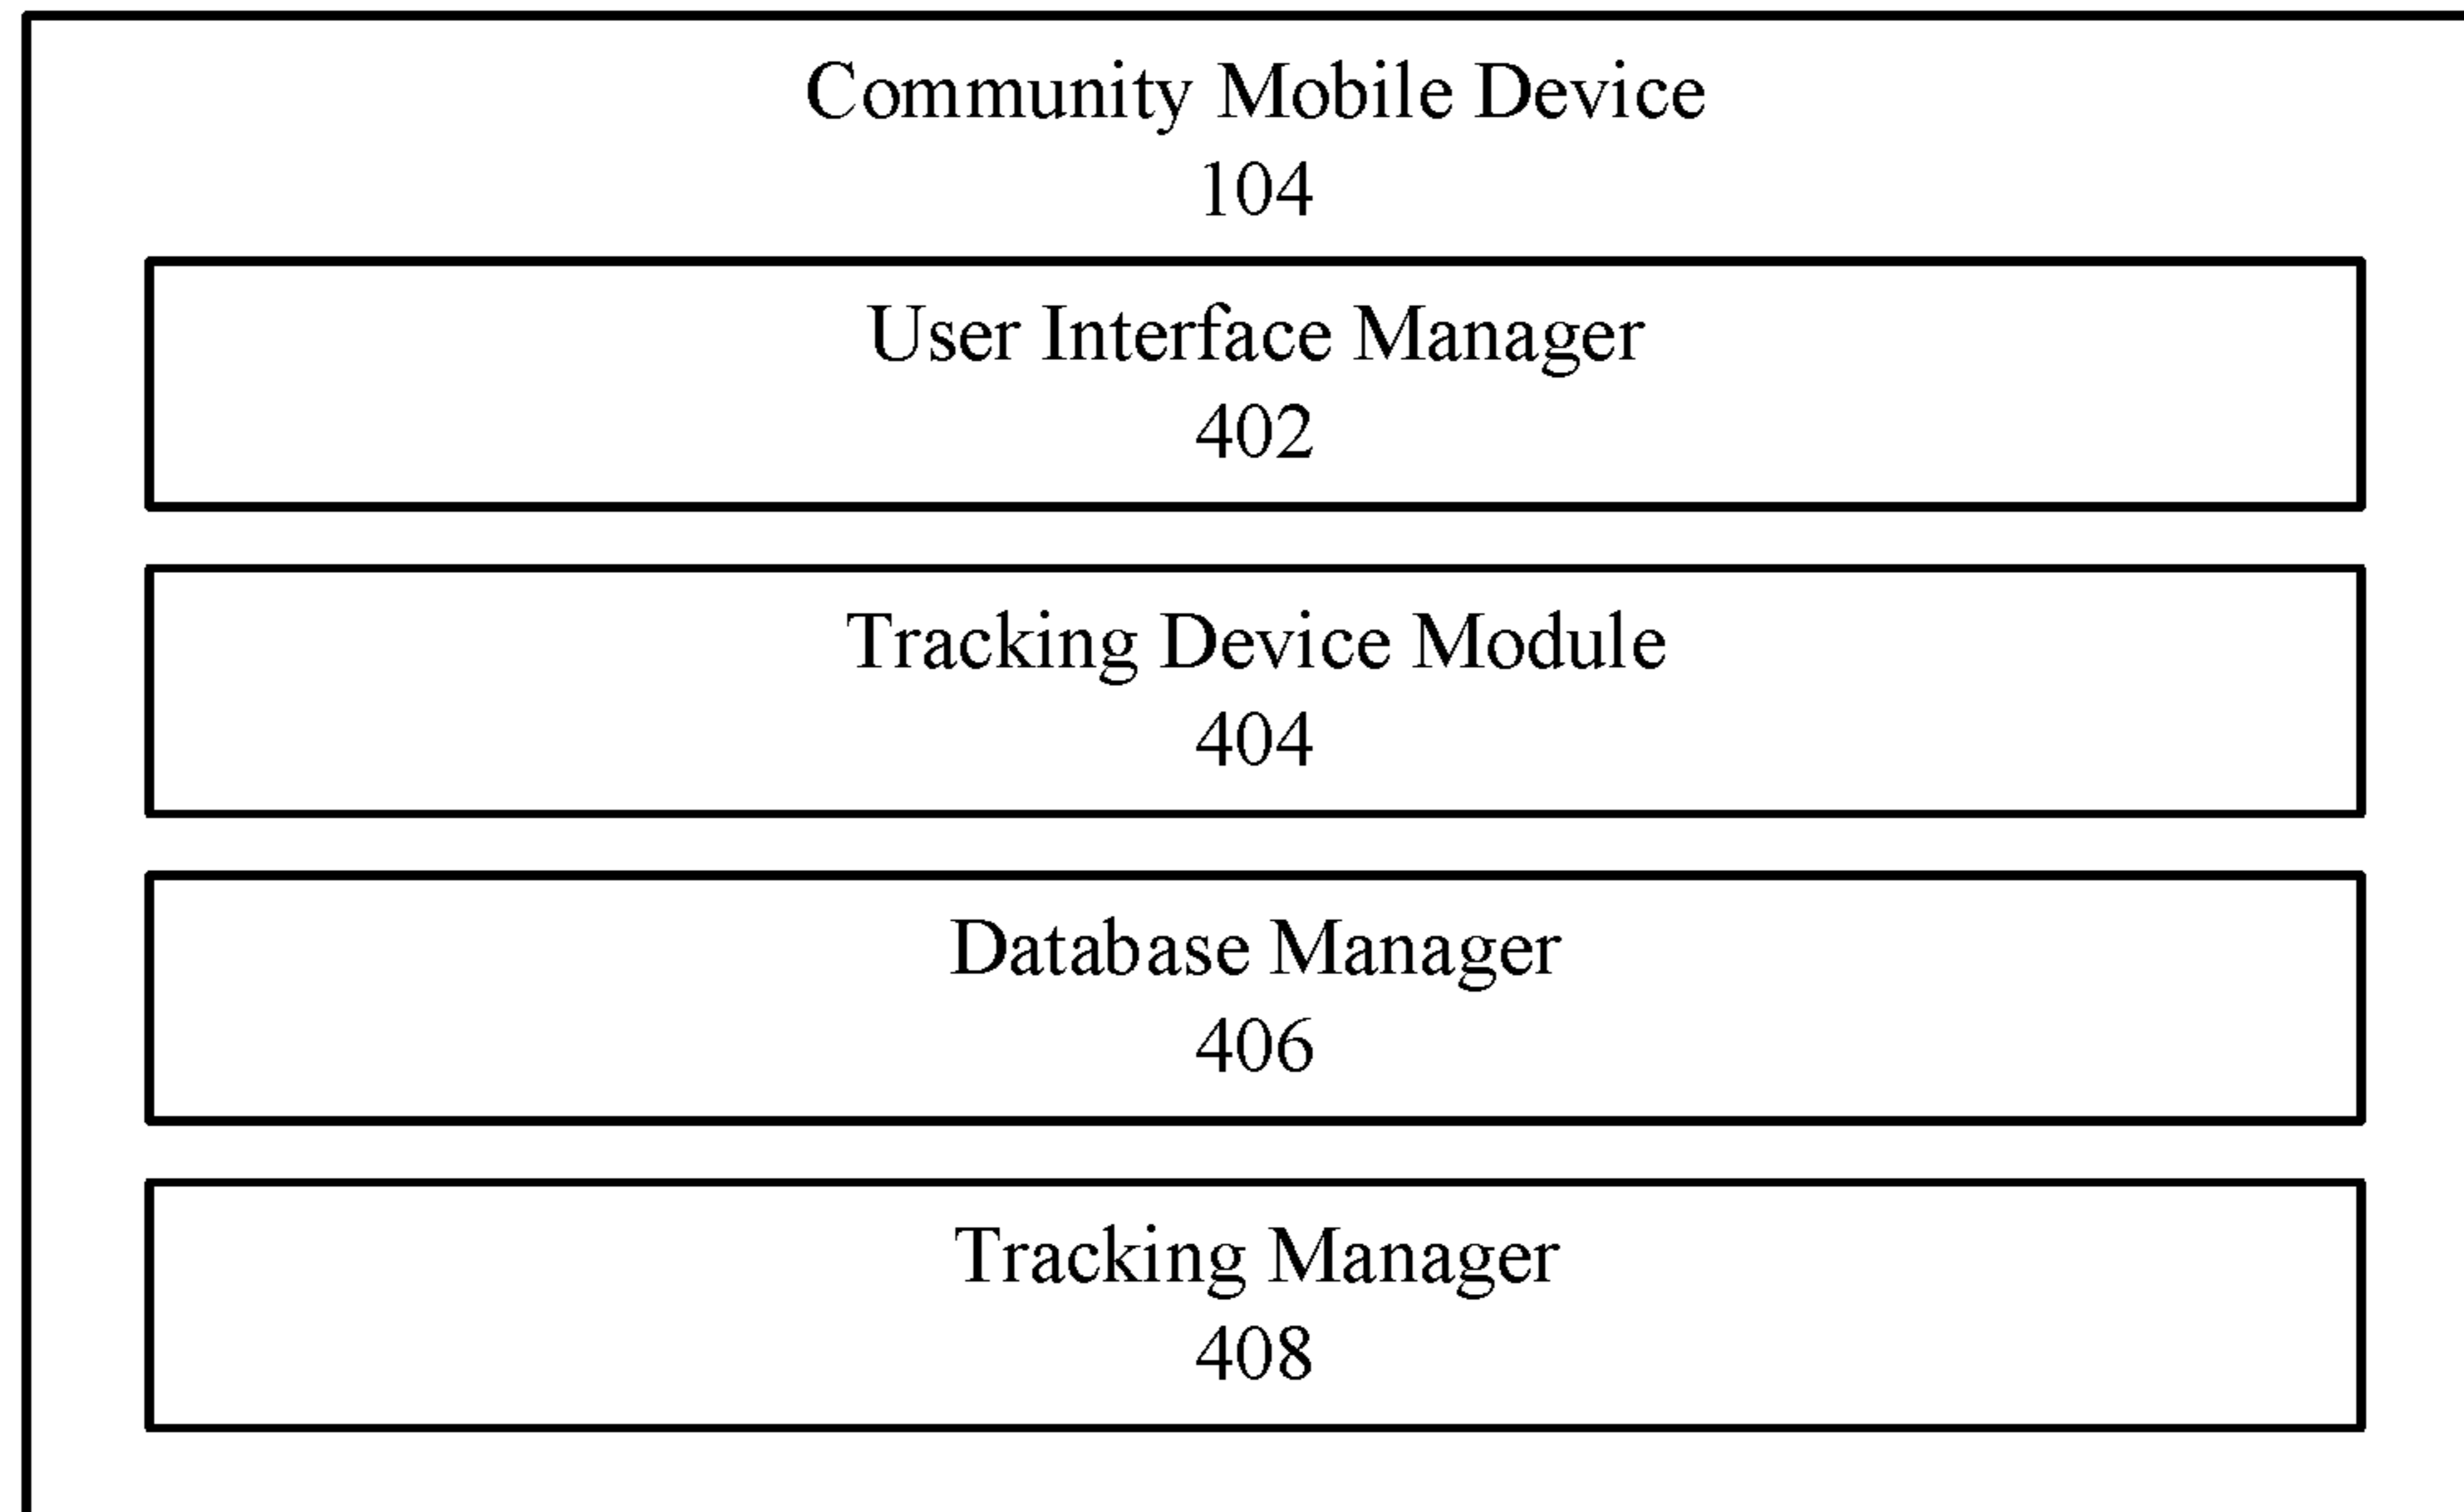 Community Mobile Device
104
User Interface Manager
402
Tracking Device Module
404
Database Manager
406
Tracking Manager
408